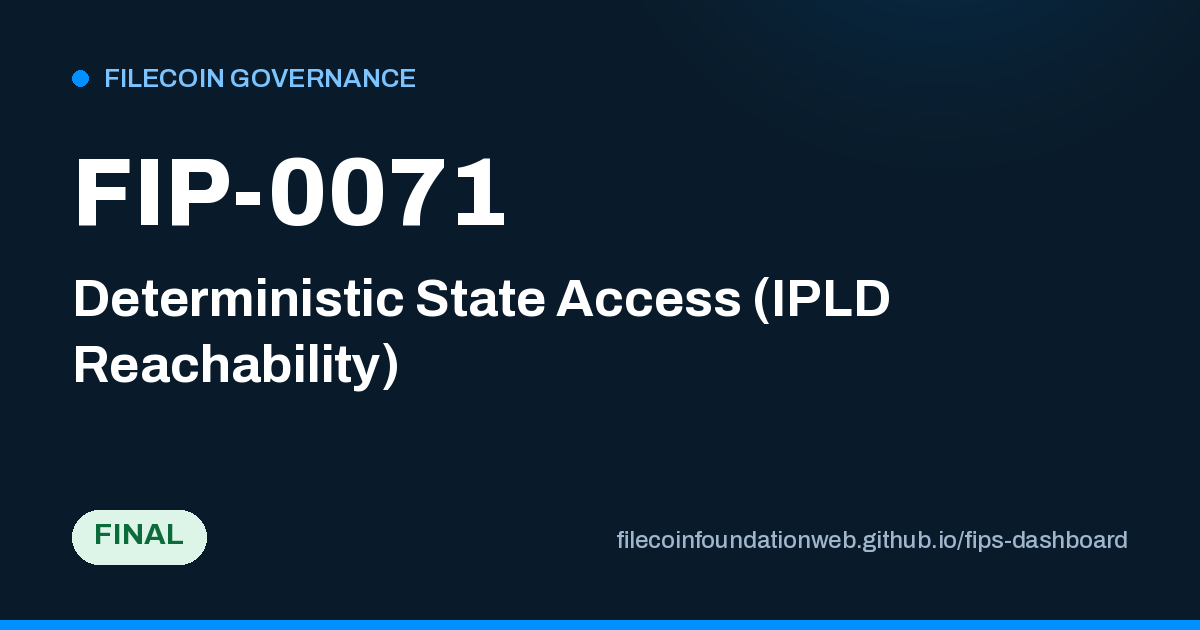 FILECOIN GOVERNANCE
FIP-0071
Deterministic State Access (IPLD
Reachability)
FINAL
filecoinfoundationweb.github.io/fips-dashboard